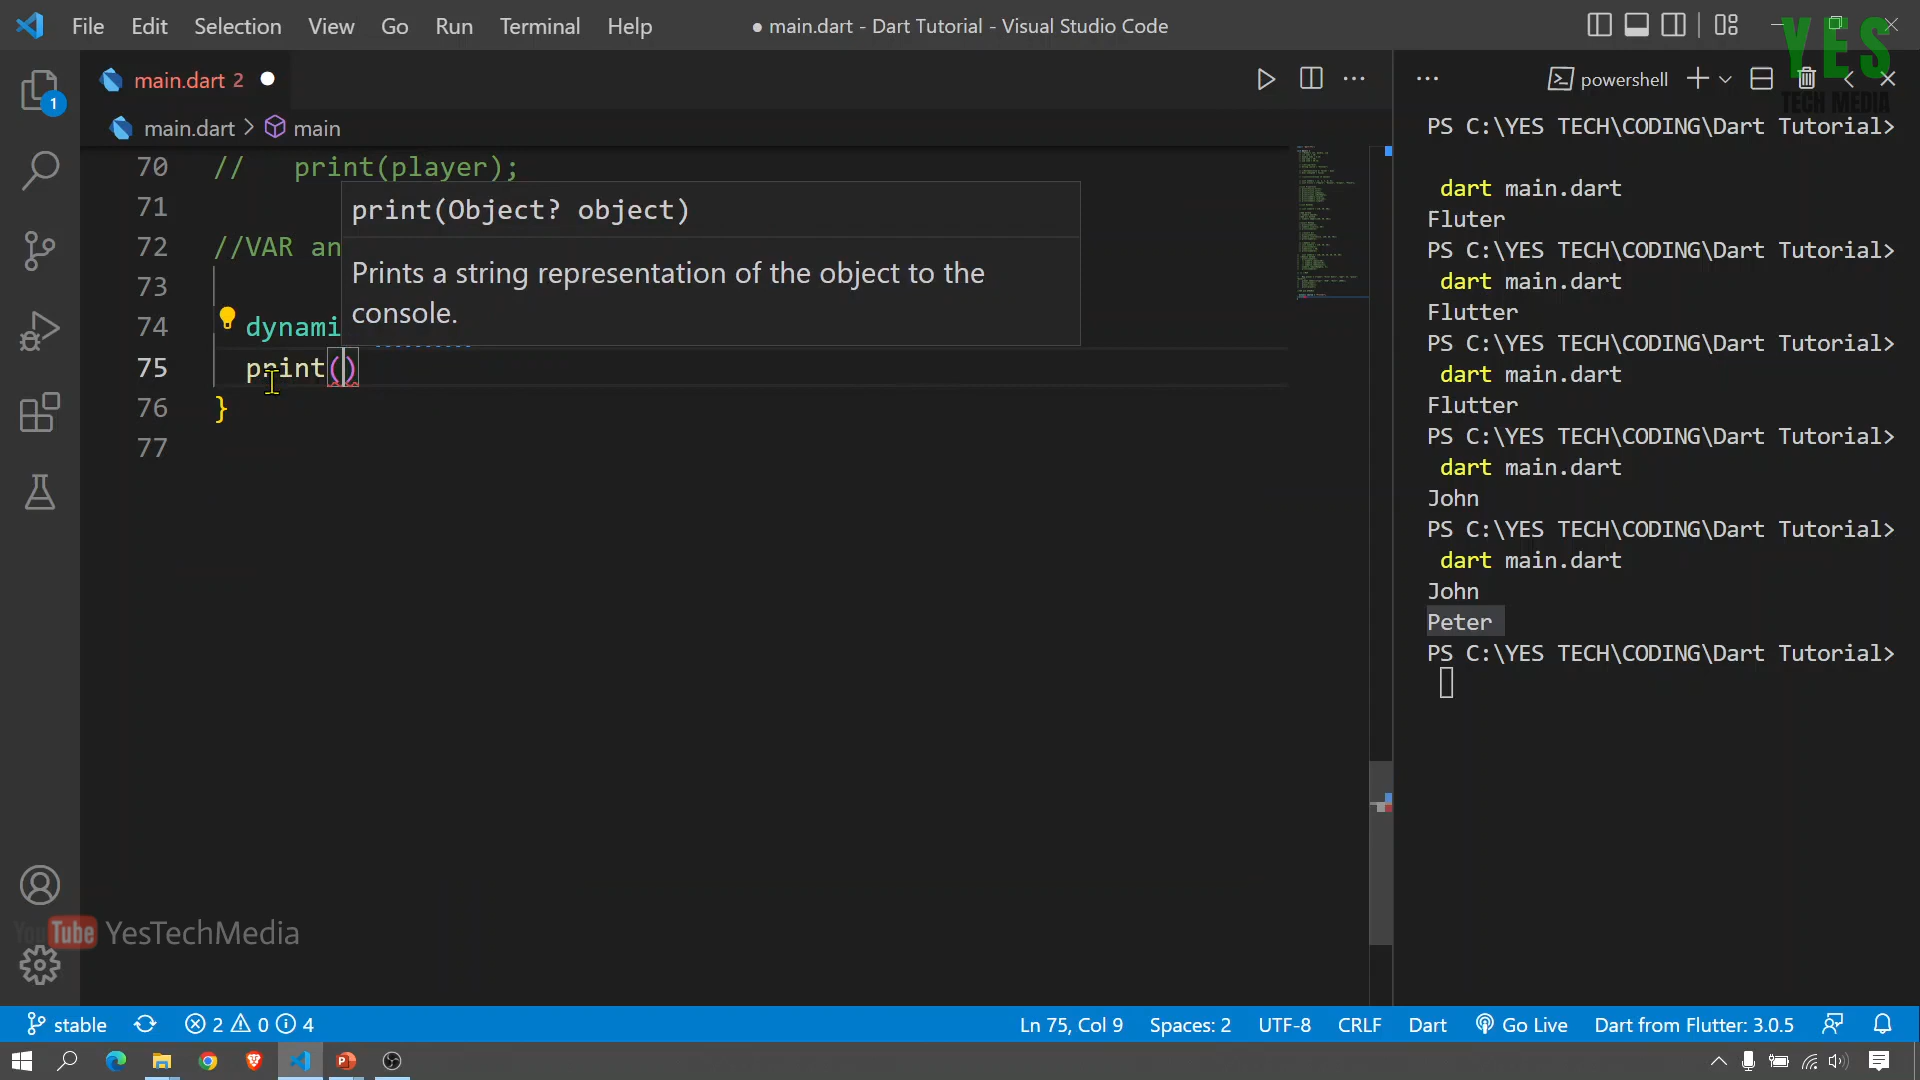 File Edit Selection View Go Run Terminal Help
● main.dart - Dart Tutorial - Visual Studio Code
YES
TECH MEDIA
main.dart 2
powershell
main.dart > main
70 // print(player);
71
72 //VAR an
73
74 dynami
75 print()
76 }
77
print(Object? object)
Prints a string representation of the object to the
console.
PS C:\YES TECH\CODING\Dart Tutorial>
dart main.dart
Fluter
PS C:\YES TECH\CODING\Dart Tutorial>
dart main.dart
Flutter
PS C:\YES TECH\CODING\Dart Tutorial>
dart main.dart
Flutter
PS C:\YES TECH\CODING\Dart Tutorial>
dart main.dart
John
PS C:\YES TECH\CODING\Dart Tutorial>
dart main.dart
John
Peter
PS C:\YES TECH\CODING\Dart Tutorial>
1
YouTube YesTechMedia
stable 2 0 4
Ln 75, Col 9 Spaces: 2 UTF-8 CRLF Dart Go Live Dart from Flutter: 3.0.5